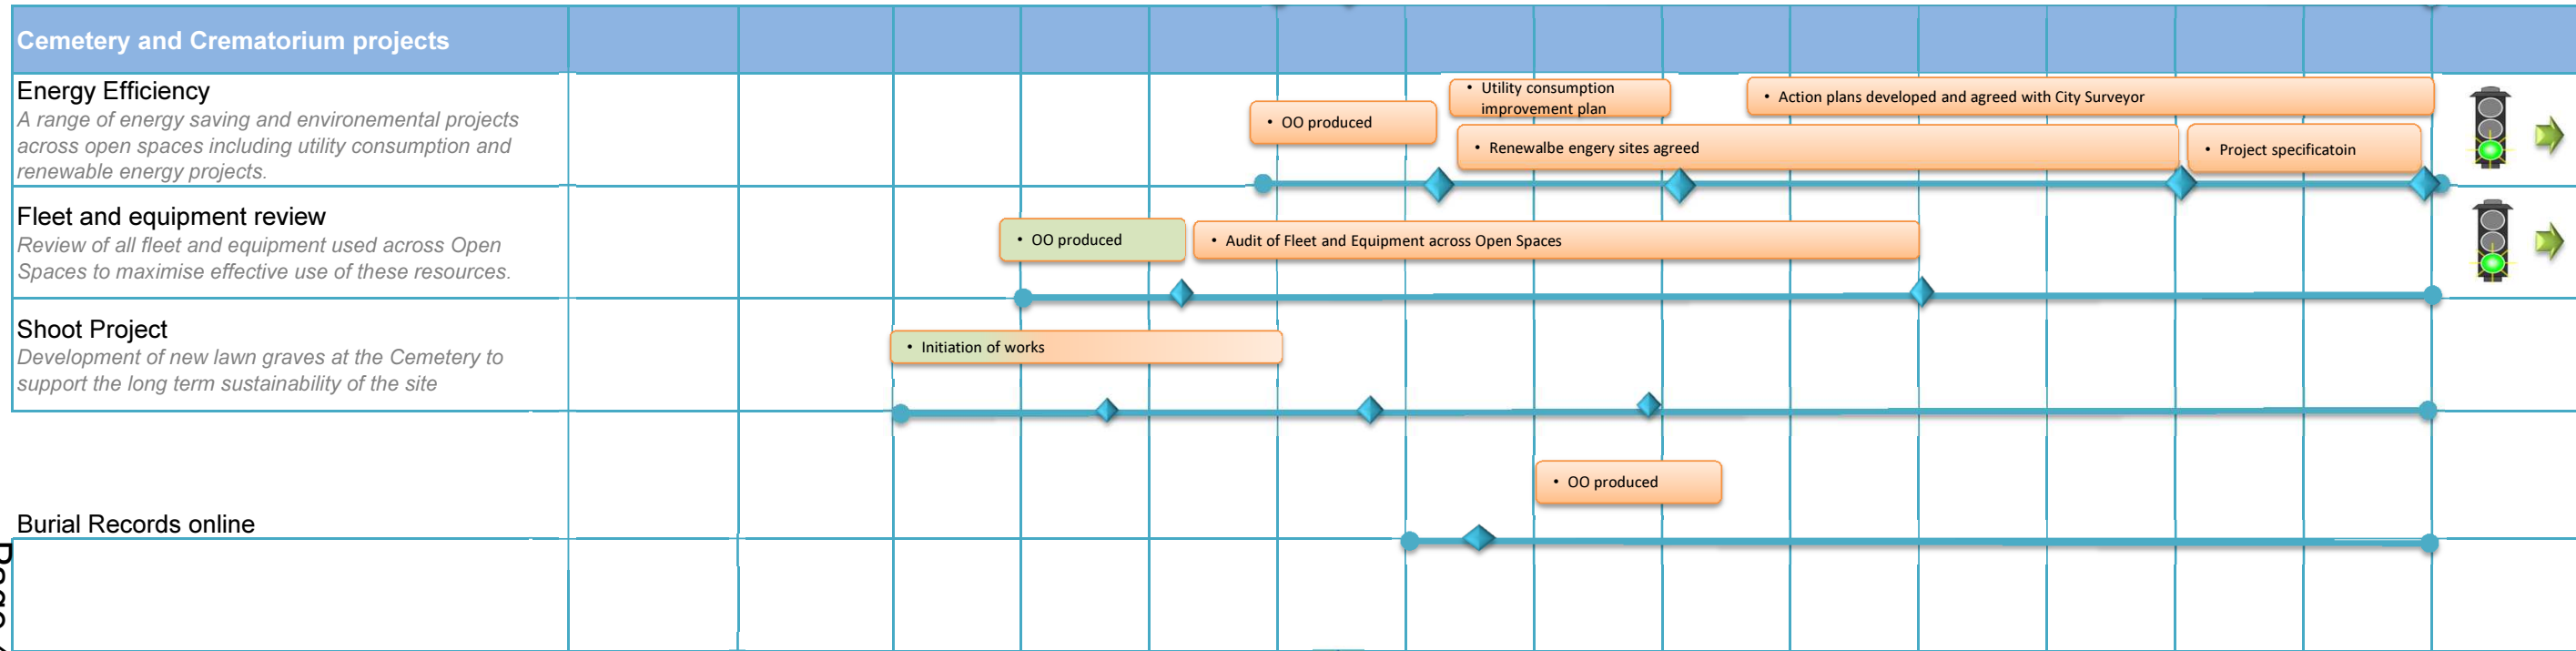 Cemetery and Crematorium projects
Energy Efficiency
A range of energy saving and environemental projects
across open spaces including utility consumption and
renewable energy projects.
• OO produced
• Utility consumption
improvement plan
• Action plans developed and agreed with City Surveyor
• Renewalbe engery sites agreed
• Project specificatoin
Fleet and equipment review
Review of all fleet and equipment used across Open
Spaces to maximise effective use of these resources.
• OO produced
• Audit of Fleet and Equipment across Open Spaces
Shoot Project
Development of new lawn graves at the Cemetery to
support the long term sustainability of the site
• Initiation of works
• OO produced
Burial Records online